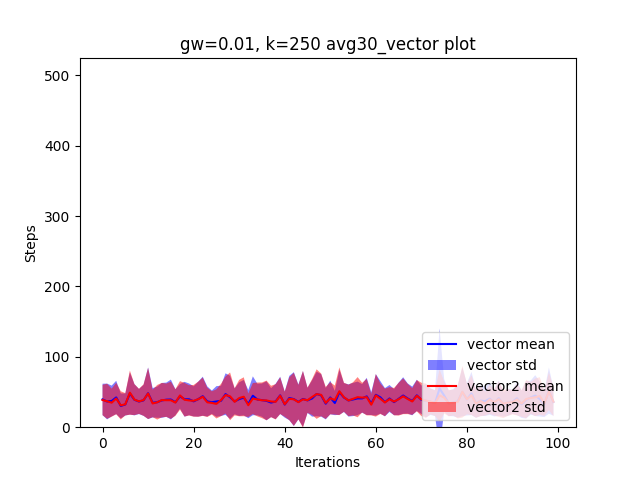 gw=0.01, k=250 avg30_vector plot
500
400
300
200
100
0
Steps
0 20 40 60 80 100
Iterations
vector mean
vector std
vector2 mean
vector2 std